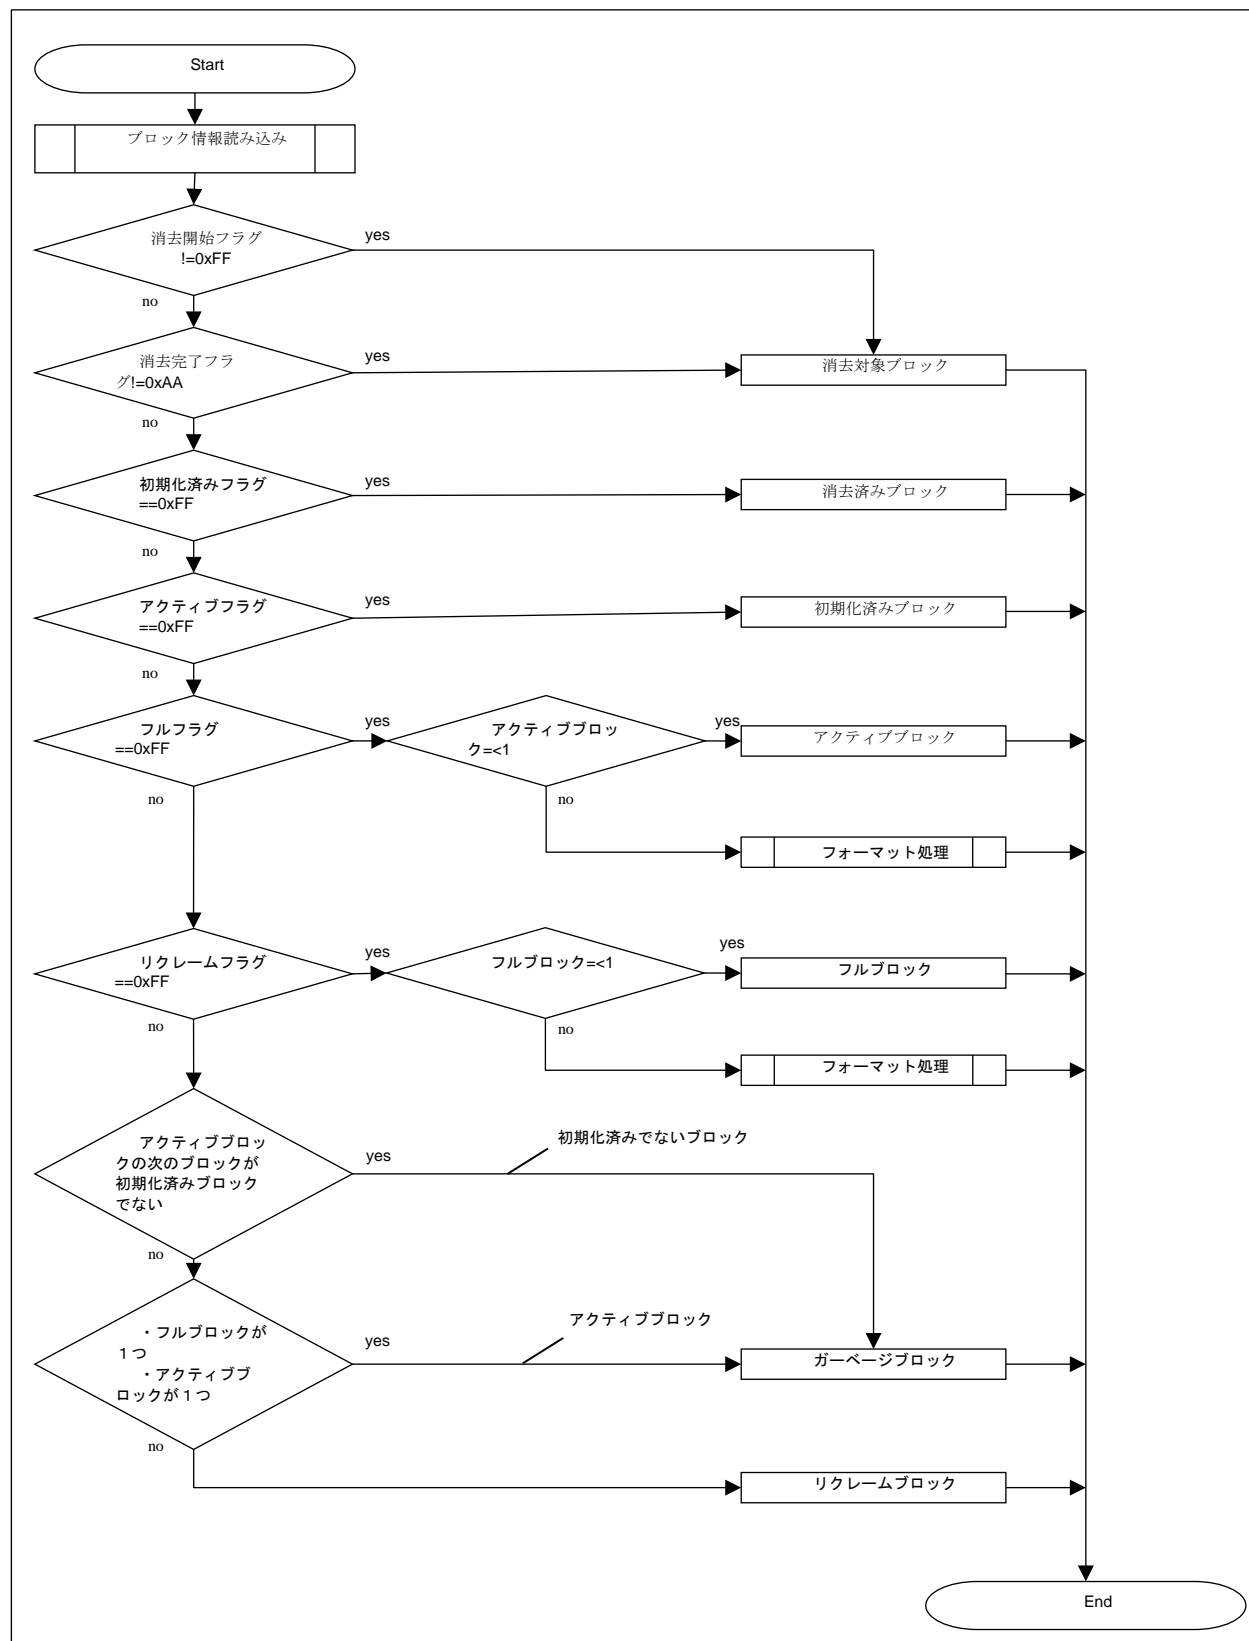 Start
ブロック情報読み込み
消去開始フラグ
!=0xFF
yes
no
消去完了フラ
グ!=0xAA
yes
消去対象ブロック
no
初期化済みフラグ
==0xFF
yes
消去済みブロック
no
アクティブフラグ
==0xFF
yes
初期化済みブロック
no
フルフラグ
==0xFF
yes
アクティブブロッ
ク=<1
yes
アクティブブロック
no
no
フォーマット処理
リクレームフラグ
==0xFF
yes
フルブロック=<1
yes
フルブロック
no
no
フォーマット処理
アクティブブロッ
クの次のブロックが
初期化済みブロック
でない
yes
初期化済みでないブロック
no
・フルブロックが
１つ
・アクティブブ
ロックが１つ
yes
アクティブブロック
ガーベージブロック
no
リクレームブロック
End